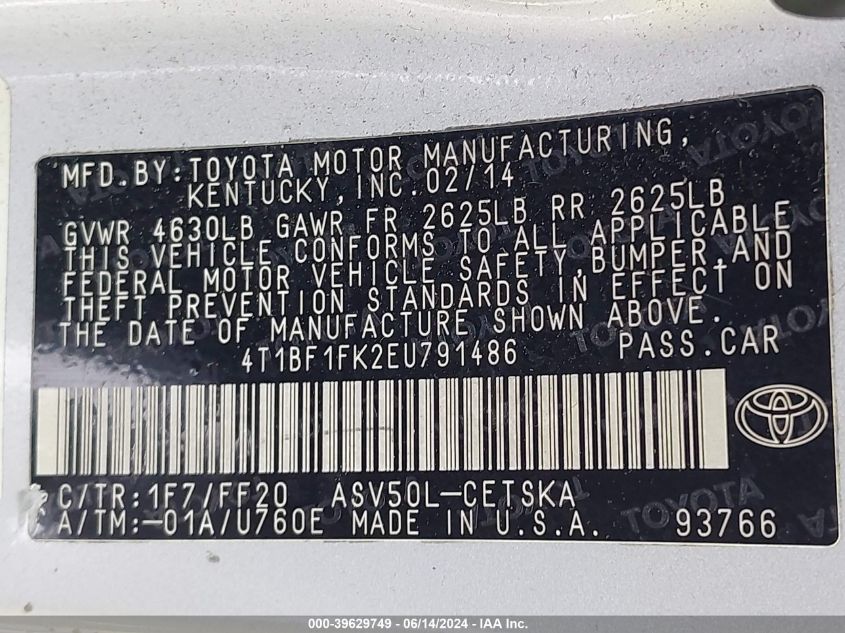 MFD.BY:TOYOTA MOTOR MANUFACTURING,
KENTUCKY,INC.02/14
GVWR 4630LB GAWR FR 2625LB RR 2625LB
THIS VEHICLE CONFORMS TO ALL APPLICABLE
FEDERAL MOTOR VEHICLE SAFETY,BUMPER,AND
THEFT PREVENTION STANDARDS IN EFFECT ON
THE DATE OF MANUFACTURE SHOWN ABOVE.
4T1BF1FK2EU791486 PASS.CAR
C/TR:1F7/FF20 ASV50L-CETSKA
A/TM:-01A/U760E MADE IN U.S.A. 93766
000-39629749 - 06/14/2024 - IAA Inc.